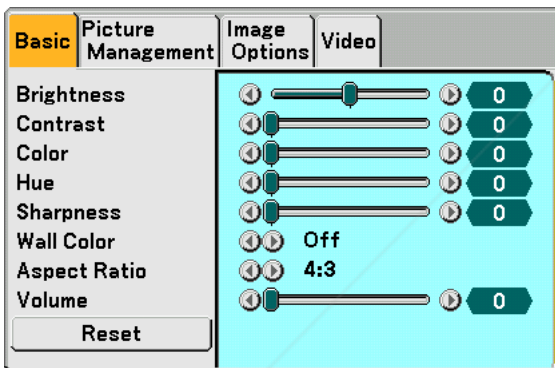 Basic
Picture
Management
Image
Options
Video
Brightness 0
Contrast 0
Color 0
Hue 0
Sharpness 0
Wall Color Off
Aspect Ratio 4:3
Volume 0
Reset